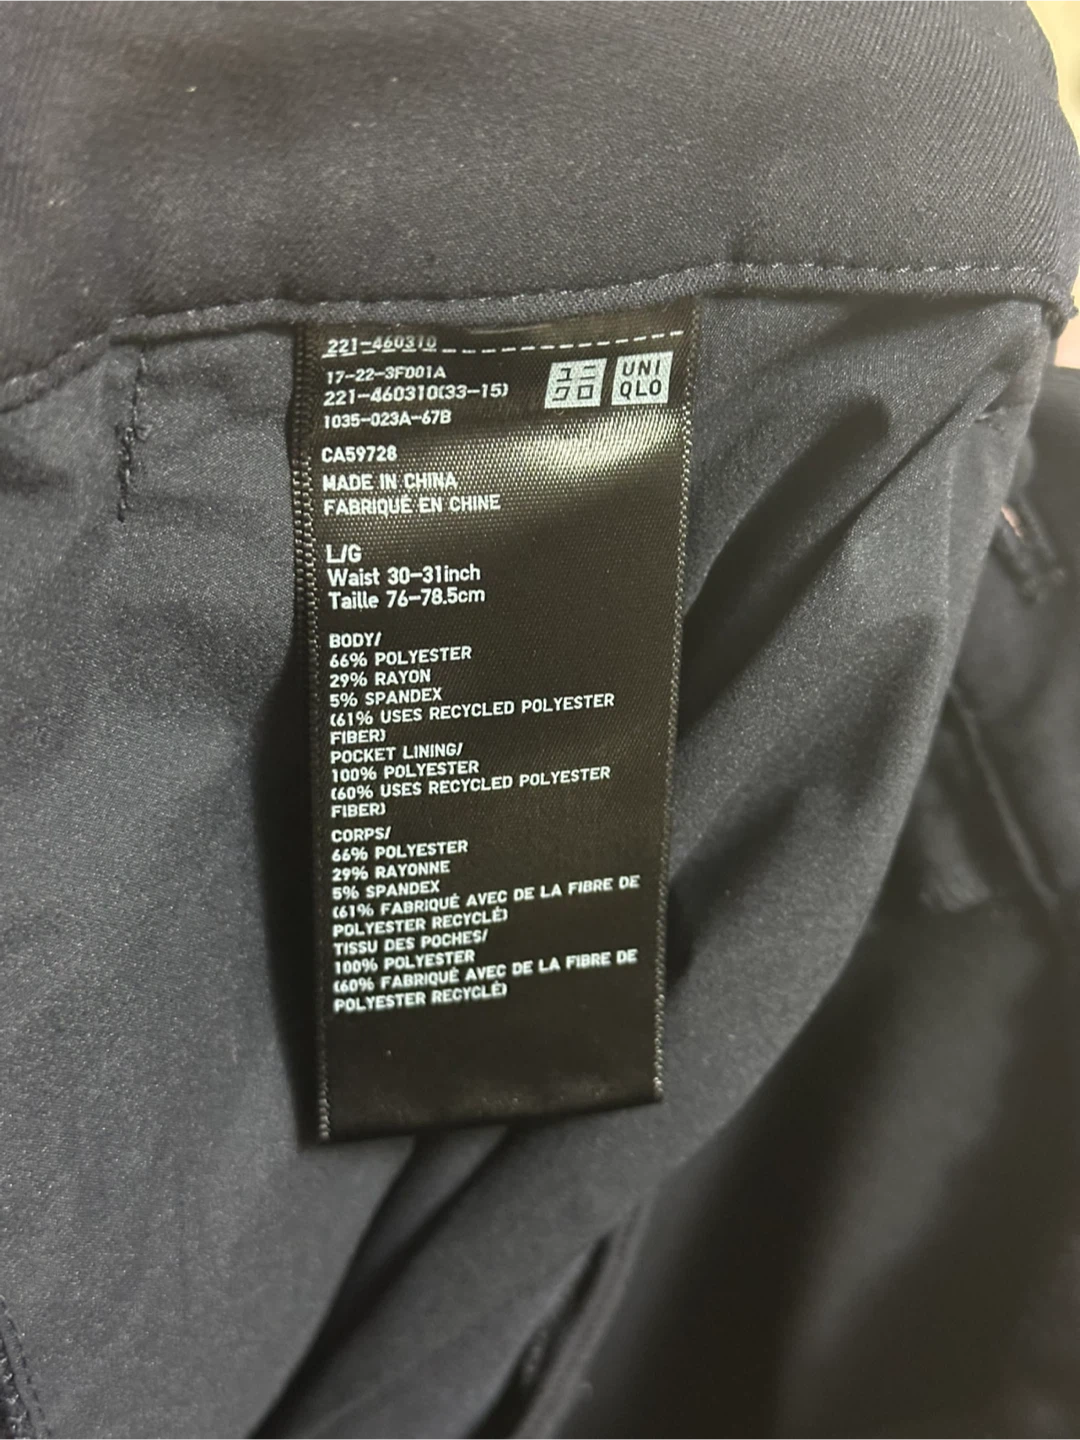 221-460310
17-22-3F001A
221-460310(33-15)
1035-023A-67B
ユニ
クロ
UNI
QLO
CA59728
MADE IN CHINA
FABRIQUÉ EN CHINE
L/G
Waist 30-31inch
Taille 76-78.5cm
BODY/
66% POLYESTER
29% RAYON
5% SPANDEX
(61% USES RECYCLED POLYESTER
FIBER)
POCKET LINING/
100% POLYESTER
(60% USES RECYCLED POLYESTER
FIBER)
CORPS/
66% POLYESTER
29% RAYONNE
5% SPANDEX
(61% FABRIQUÉ AVEC DE LA FIBRE DE
POLYESTER RECYCLÉ)
TISSU DES POCHES/
100% POLYESTER
(60% FABRIQUÉ AVEC DE LA FIBRE DE
POLYESTER RECYCLÉ)